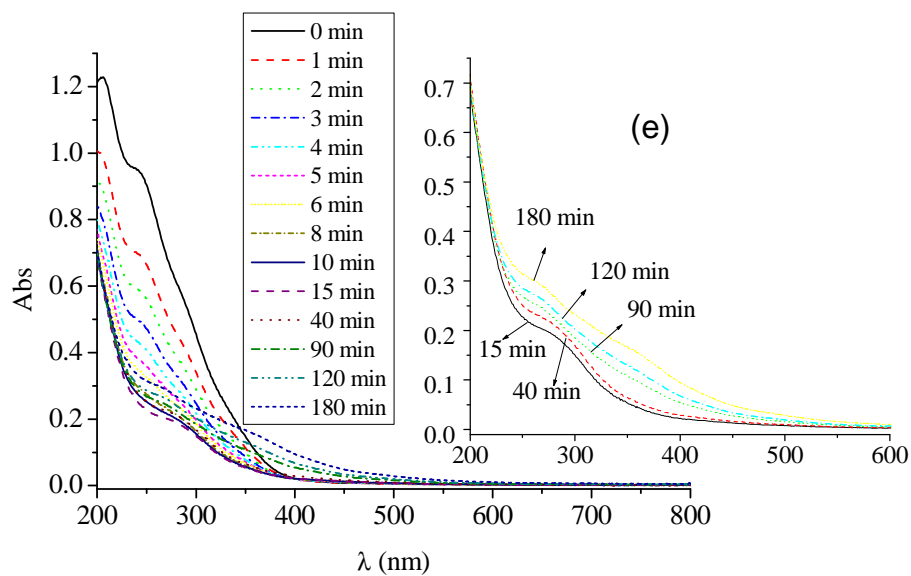 0 min
1 min
2 min
3 min
4 min
5 min
6 min
8 min
10 min
15 min
40 min
90 min
120 min
180 min
Abs
1.2
1.0
0.8
0.6
0.4
0.2
0.0
200 300 400 500 600 700 800
λ (nm)
(e)
0.7
0.6
0.5
0.4
0.3
0.2
0.1
0.0
180 min
120 min
90 min
15 min
40 min
200 300 400 500 600